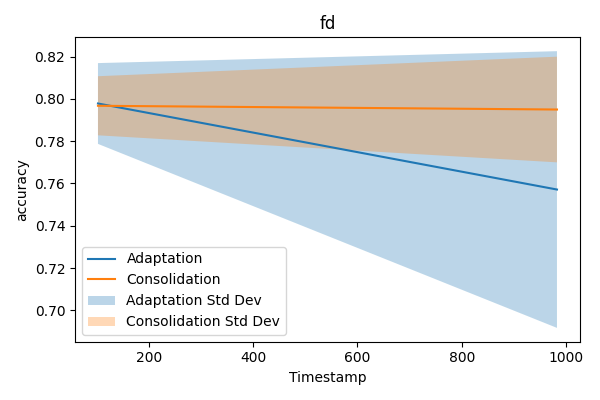 fd
accuracy
0.82
0.80
0.78
0.76
0.74
0.72
0.70
Adaptation
Consolidation
Adaptation Std Dev
Consolidation Std Dev
200
400
600
800
1000
Timestamp